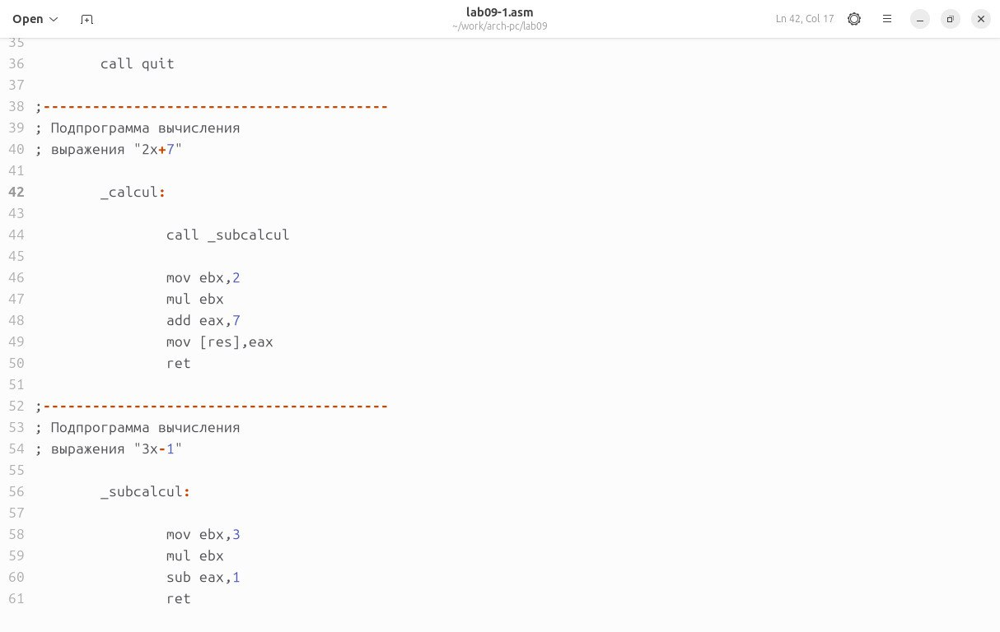 Open
lab09-1.asm
~/work/arch-pc/lab09
Ln 42, Col 17
35
36 call quit
37
38 ;------------------------------------------
39 ; Подпрограмма вычисления
40 ; выражения "2x+7"
41
42 _calcul:
43
44 call _subcalcul
45
46 mov ebx,2
47 mul ebx
48 add eax,7
49 mov [res],eax
50 ret
51
52 ;------------------------------------------
53 ; Подпрограмма вычисления
54 ; выражения "3x-1"
55
56 _subcalcul:
57
58 mov ebx,3
59 mul ebx
60 sub eax,1
61 ret